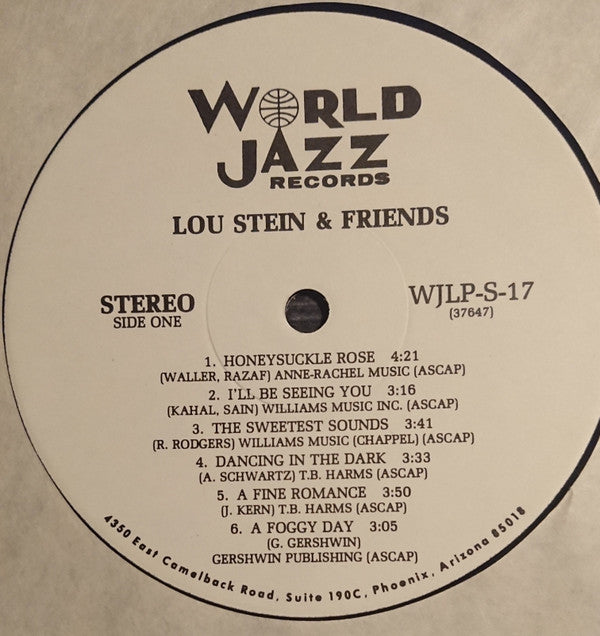 WORLD
JAZZ
RECORDS
LOU STEIN & FRIENDS
STEREO
SIDE ONE
WJLP-S-17
(37647)
1. HONEYSUCKLE ROSE 4:21
(WALLER, RAZAF) ANNE-RACHEL MUSIC (ASCAP)
2. I'LL BE SEEING YOU 3:16
(KAHAL, SAIN) WILLIAMS MUSIC INC. (ASCAP)
3. THE SWEETEST SOUNDS 3:41
(R. RODGERS) WILLIAMS MUSIC (CHAPPEL) (ASCAP)
4. DANCING IN THE DARK 3:33
(A. SCHWARTZ) T.B. HARMS (ASCAP)
5. A FINE ROMANCE 3:50
(J. KERN) T.B. HARMS (ASCAP)
6. A FOGGY DAY 3:05
(G. GERSHWIN)
GERSHWIN PUBLISHING (ASCAP)
4350 East Camelback Road, Suite 190C, Phoenix, Arizona 85018